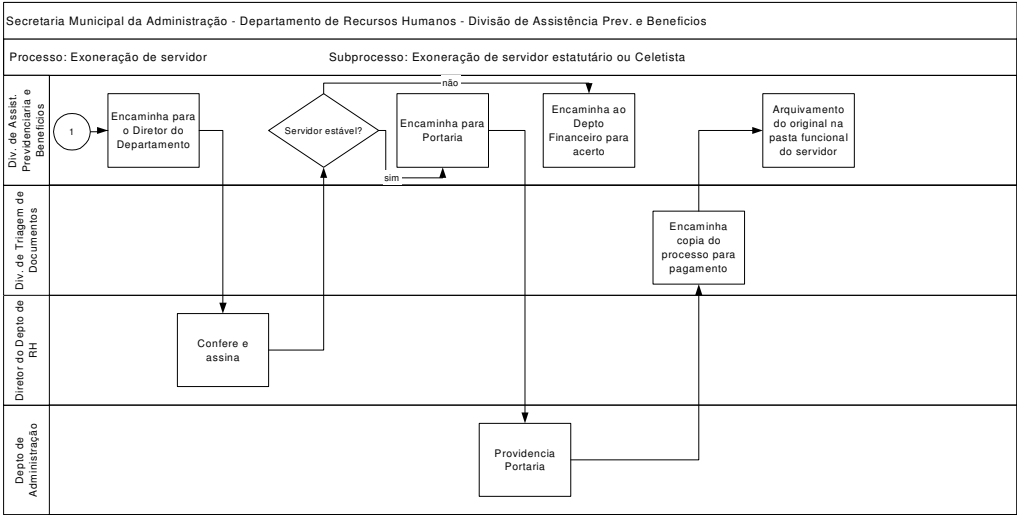 Secretaria Municipal da Administração - Departamento de Recursos Humanos - Divisão de Assistência Prev. e Beneficios
Processo: Exoneração de servidor
Subprocesso: Exoneração de servidor estatutário ou Celetista
Div. de Assist.
Previdenciaria e
Beneficios
1
Encaminha para
o Diretor do
Departamento
Servidor estável?
não
sim
Encaminha para
Portaria
Encaminha ao
Depto
Financeiro para
acerto
Arquivamento
do original na
pasta funcional
do servidor
Div. de Triagem de
Documentos
Encaminha
copia do
processo para
pagamento
Diretor do Depto de
RH
Confere e
assina
Depto de
Administração
Providencia
Portaria